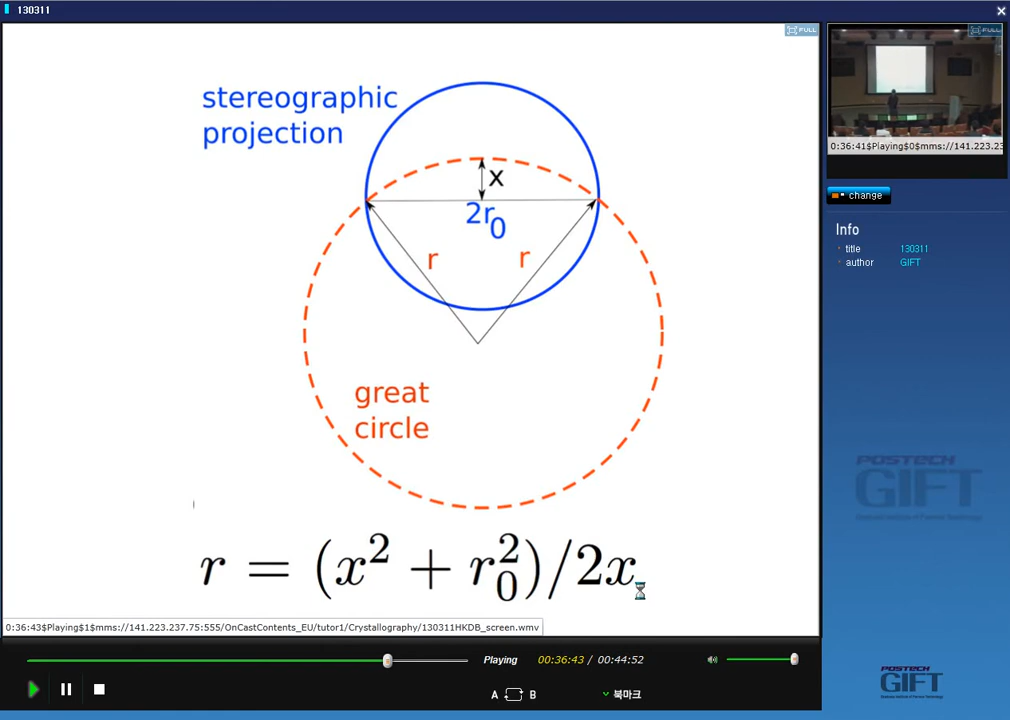 130311
FULL
stereographic
projection
x
2r0
r r
great
circle
r = (x² + r₀²)/2x
0:36:43$Playing$1$mms://141.223.237.75:555/OnCastContents_EU/tutor1/Crystallography/130311HKDB_screen.wmv
Playing 00:36:43 / 00:44:52
A B 북마크
FULL
0:36:41$Playing$0$mms://141.223.23
change
Info
title 130311
author GIFT
POSTECH
GIFT
POSTECH
GIFT